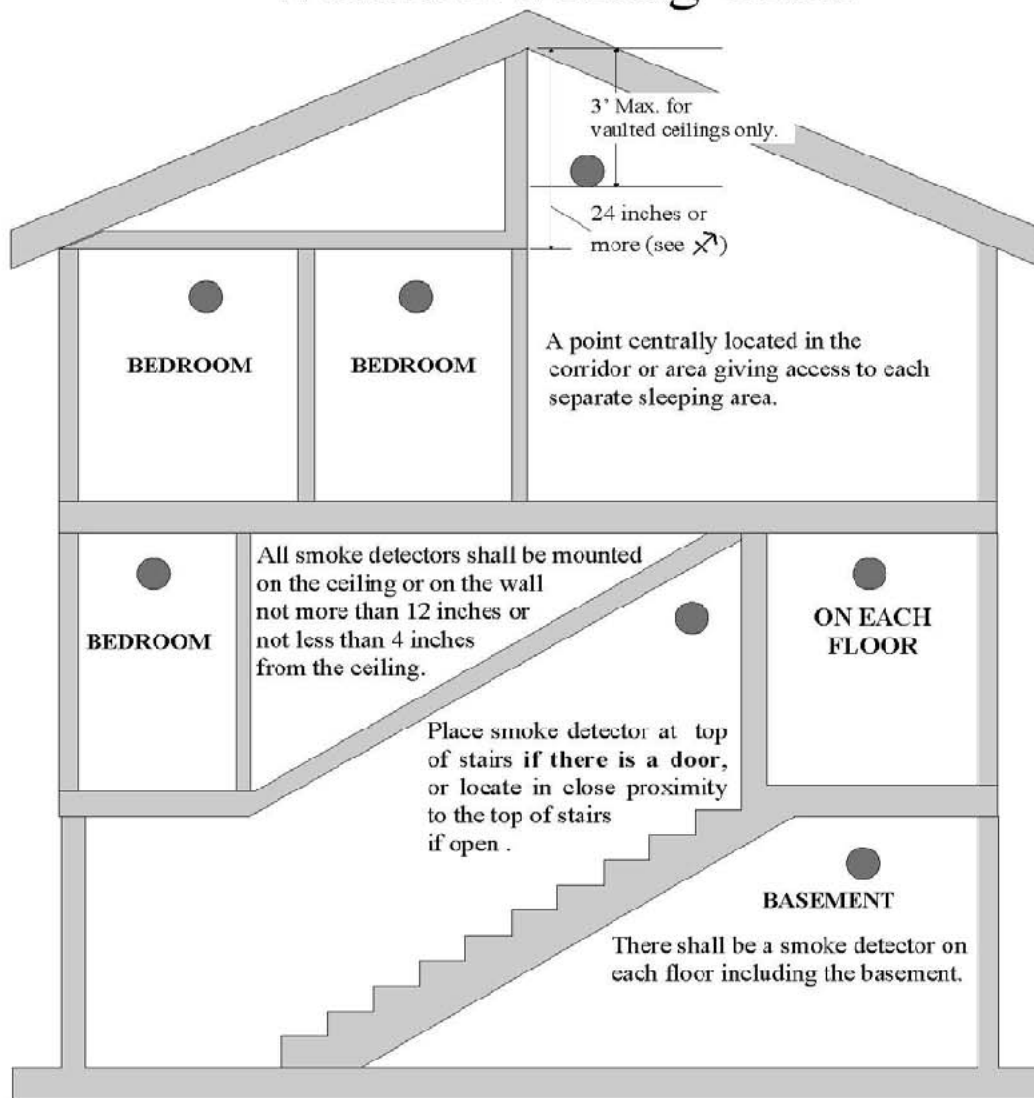 3’ Max. for
vaulted ceilings only.
24 inches or
more (see ♐)
BEDROOM
BEDROOM
A point centrally located in the
corridor or area giving access to each
separate sleeping area.
All smoke detectors shall be mounted
on the ceiling or on the wall
not more than 12 inches or
not less than 4 inches
from the ceiling.
BEDROOM
ON EACH
FLOOR
Place smoke detector at top
of stairs if there is a door,
or locate in close proximity
to the top of stairs
if open .
BASEMENT
There shall be a smoke detector on
each floor including the basement.